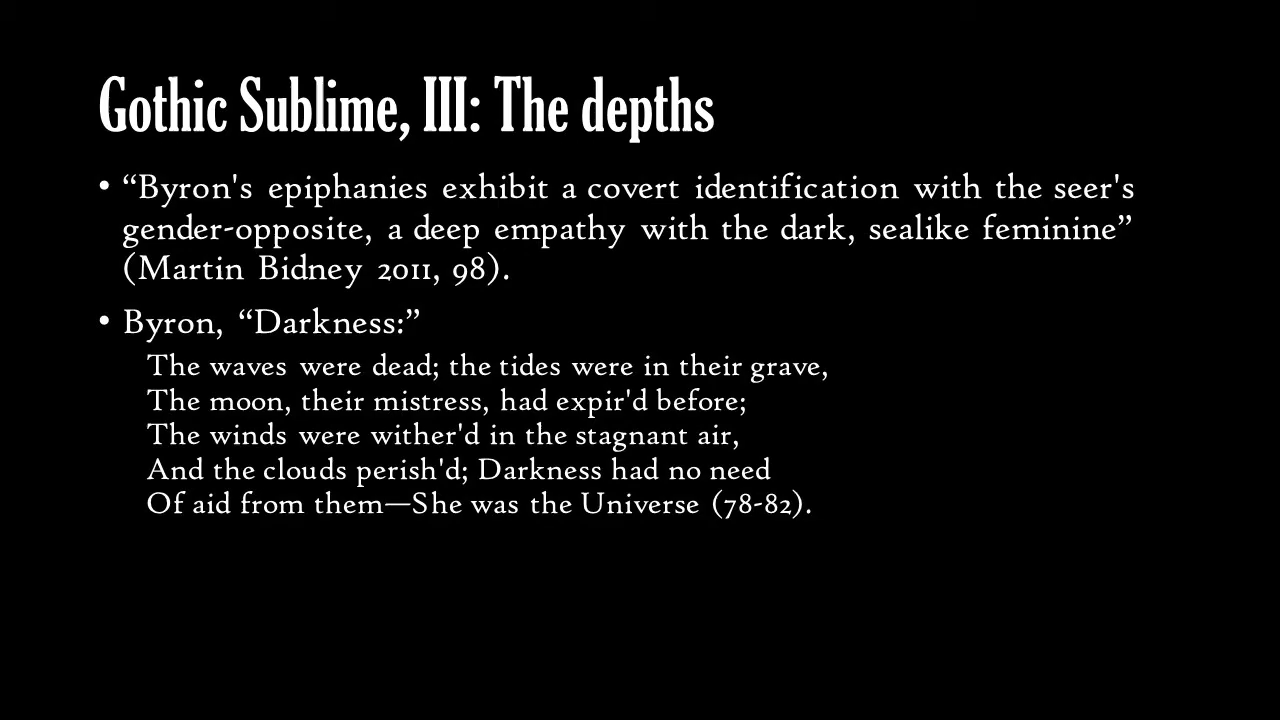 Gothic Sublime, III: The depths
• “Byron's epiphanies exhibit a covert identification with the seer's
gender-opposite, a deep empathy with the dark, sealike feminine”
(Martin Bidney 2011, 98).
• Byron, “Darkness:”
The waves were dead; the tides were in their grave,
The moon, their mistress, had expir'd before;
The winds were wither'd in the stagnant air,
And the clouds perish'd; Darkness had no need
Of aid from them—She was the Universe (78-82).